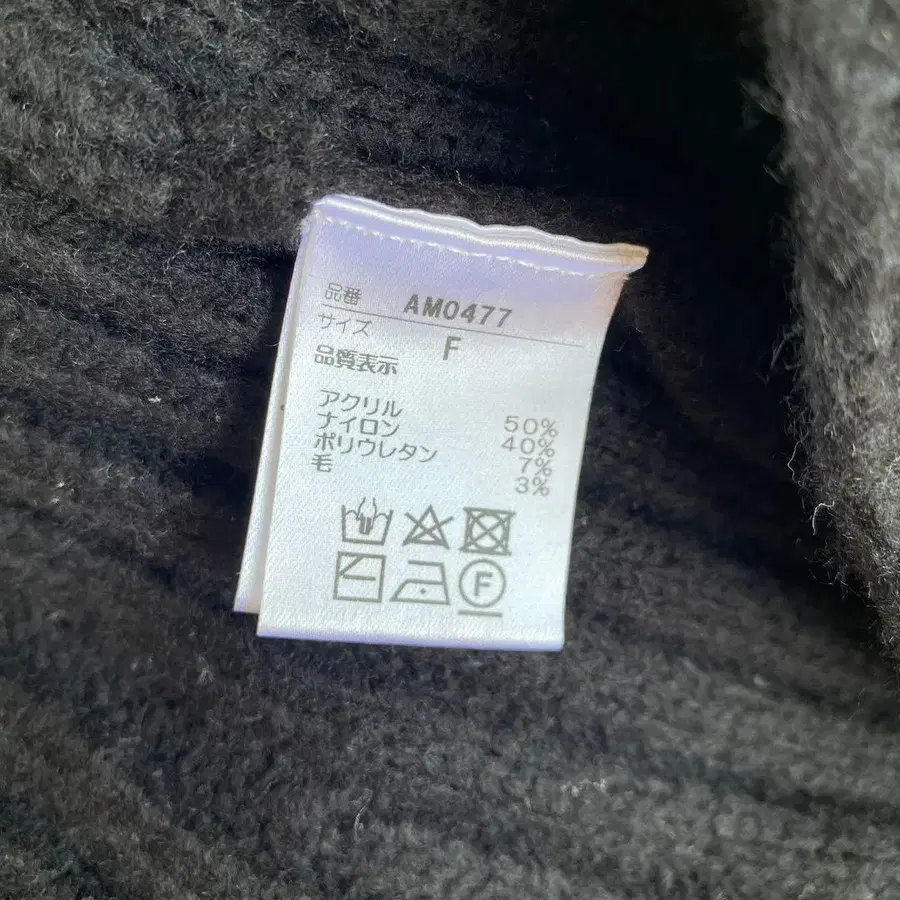 品番 AM0477
サイズ F
品質表示
アクリル 50%
ナイロン 40%
ポリウレタン 7%
毛 3%
F